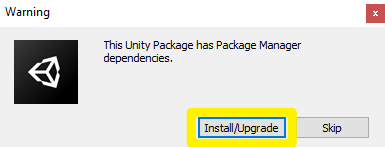 Warning
x
This Unity Package has Package Manager
dependencies.
Install/Upgrade Skip